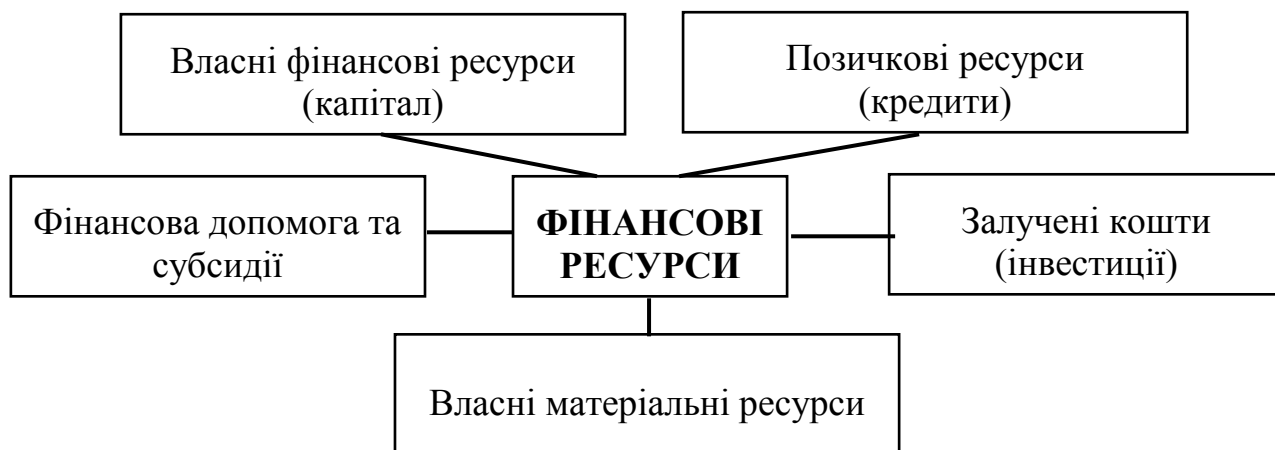 Власні фінансові ресурси
(капітал)
Позичкові ресурси
(кредити)
Фінансова допомога та
субсидії
ФІНАНСОВІ
РЕСУРСИ
Залучені кошти
(інвестиції)
Власні матеріальні ресурси